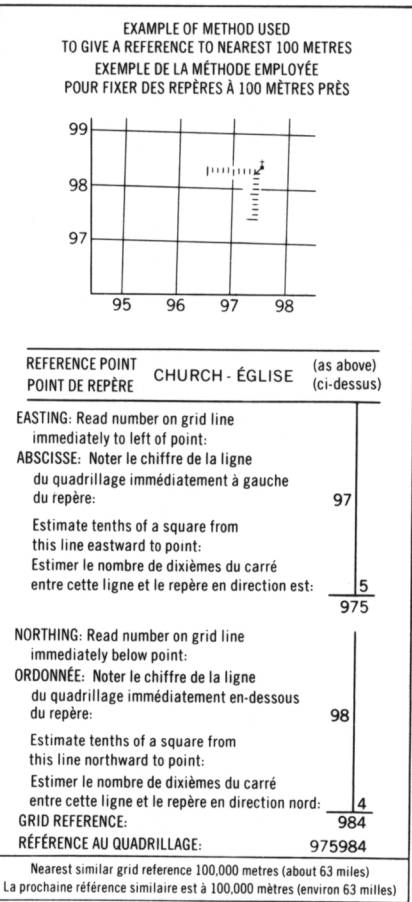 EXAMPLE OF METHOD USED
TO GIVE A REFERENCE TO NEAREST 100 METRES
EXEMPLE DE LA MÉTHODE EMPLOYÉE
POUR FIXER DES REPÈRES À 100 MÈTRES PRÈS
99
98
97
95 96 97 98
REFERENCE POINT
POINT DE REPÈRE
CHURCH - ÉGLISE
(as above)
(ci-dessus)
EASTING: Read number on grid line
immediately to left of point:
ABSCISSE: Noter le chiffre de la ligne
du quadrillage immédiatement à gauche
du repère: 97
Estimate tenths of a square from
this line eastward to point:
Estimer le nombre de dixièmes du carré
entre cette ligne et le repère en direction est: 5
975
NORTHING: Read number on grid line
immediately below point:
ORDONNÉE: Noter le chiffre de la ligne
du quadrillage immédiatement en-dessous
du repère: 98
Estimate tenths of a square from
this line northward to point:
Estimer le nombre de dixièmes du carré
entre cette ligne et le repère en direction nord: 4
GRID REFERENCE: 984
RÉFÉRENCE AU QUADRILLAGE: 975984
Nearest similar grid reference 100,000 metres (about 63 miles)
La prochaine référence similaire est à 100,000 mètres (environ 63 milles)